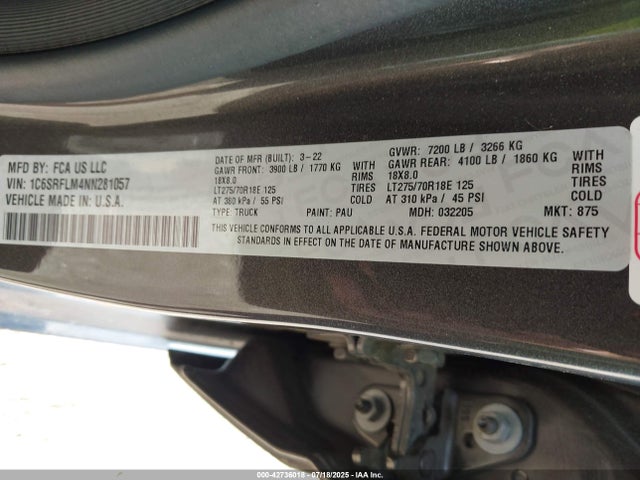 MFD BY: FCA US LLC
VIN: 1C6SRFLM4NN281057
VEHICLE MADE IN: U.S.A.
DATE OF MFR (BUILT): 3-22
GVWR: 7200 LB / 3266 KG
GAWR FRONT: 3900 LB/ 1770 KG WITH
GAWR REAR: 4100 LB/ 1860 KG WITH
18X8.0 RIMS
18X8.0 RIMS
LT275/70R18E 125 TIRES
LT275/70R18E 125 TIRES
AT 380 kPa / 55 PSI COLD
AT 310 kPa / 45 PSI COLD
TYPE: TRUCK PAINT: PAU MDH: 032205 MKT: 875
THIS VEHICLE CONFORMS TO ALL APPLICABLE U.S.A. FEDERAL MOTOR VEHICLE SAFETY
STANDARDS IN EFFECT ON THE DATE OF MANUFACTURE SHOWN ABOVE.
000-42736018 - 07/18/2025 - IAAI.COM